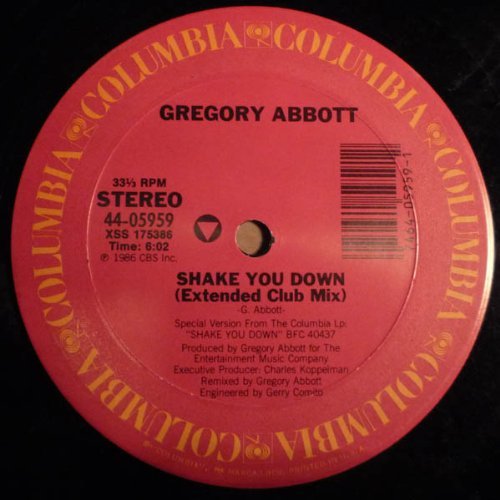 COLUMBIA COLUMBIA COLUMBIA COLUMBIA COLUMBIA COLUMBIA
GREGORY ABBOTT
33⅓ RPM
STEREO
44-05959
XSS 175386
Time: 6:02
℗ 1986 CBS Inc.
SHAKE YOU DOWN
(Extended Club Mix)
-G. Abbott-
Special Version From The Columbia Lp:
"SHAKE YOU DOWN" BFC 40437
Produced by Gregory Abbott for The
Entertainment Music Company
Executive Producer: Charles Koppelman
Remixed by Gregory Abbott
Engineered by Gerry Comito